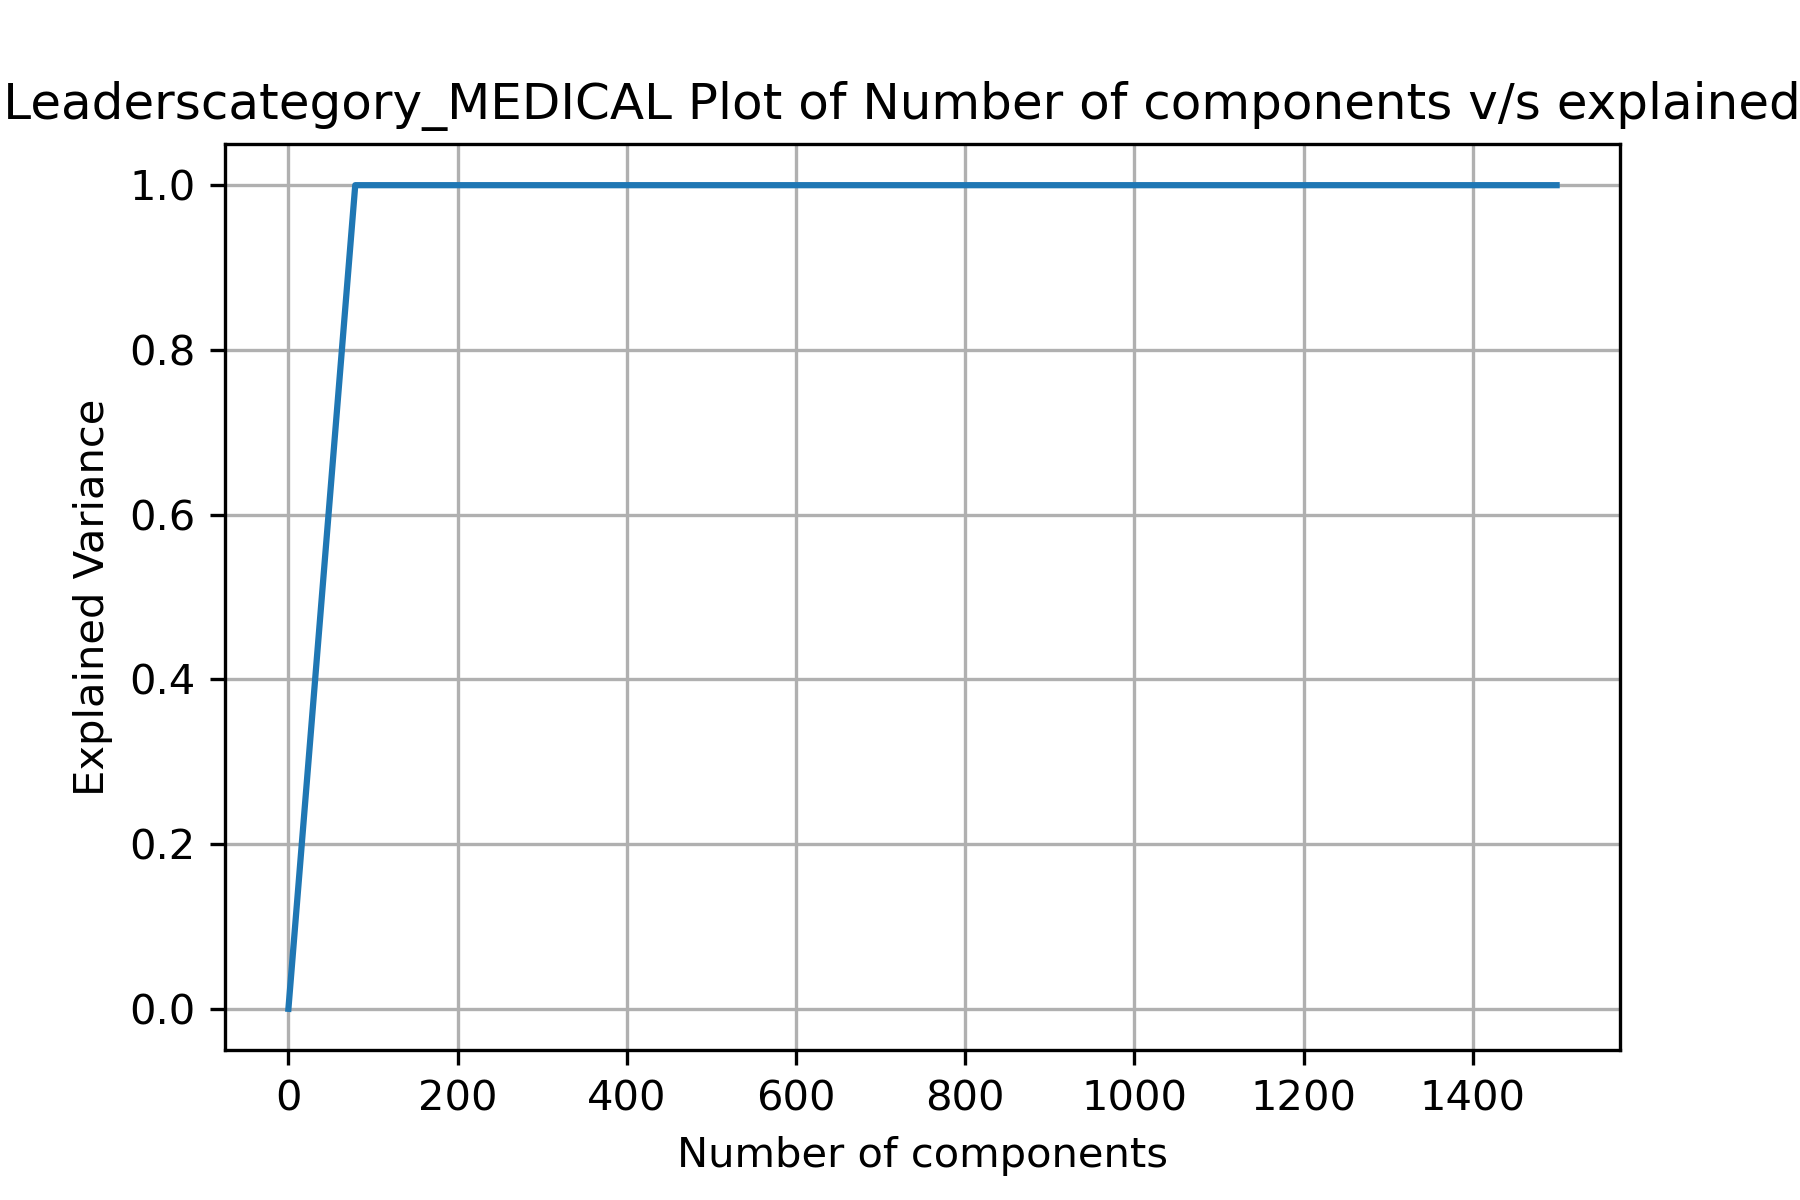 Leaderscategory_MEDICAL Plot of Number of components v/s explained
1.0
0.8
0.6
0.4
0.2
0.0
Explained Variance
0 200 400 600 800 1000 1200 1400
Number of components